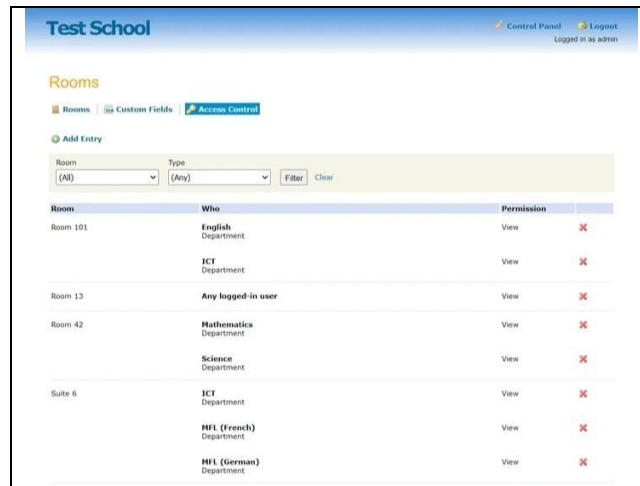 Test School
Control Panel Logout
Logged in as admin
Rooms
Rooms Custom Fields Access Control
Add Entry
Room Type
(All) (Any) Filter Clear
Room Who Permission
Room 101 English View
Department
ICT View
Department
Room 13 Any logged-in user View
Room 42 Mathematics View
Department
Science View
Department
Suite 6 ICT View
Department
MFL (French) View
Department
MFL (German) View
Department